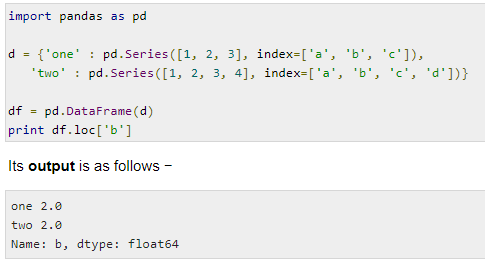 import pandas as pd
d = {'one' : pd.Series([1, 2, 3], index=['a', 'b', 'c']),
'two' : pd.Series([1, 2, 3, 4], index=['a', 'b', 'c', 'd'])}
df = pd.DataFrame(d)
print df.loc['b']
Its output is as follows −
one 2.0
two 2.0
Name: b, dtype: float64